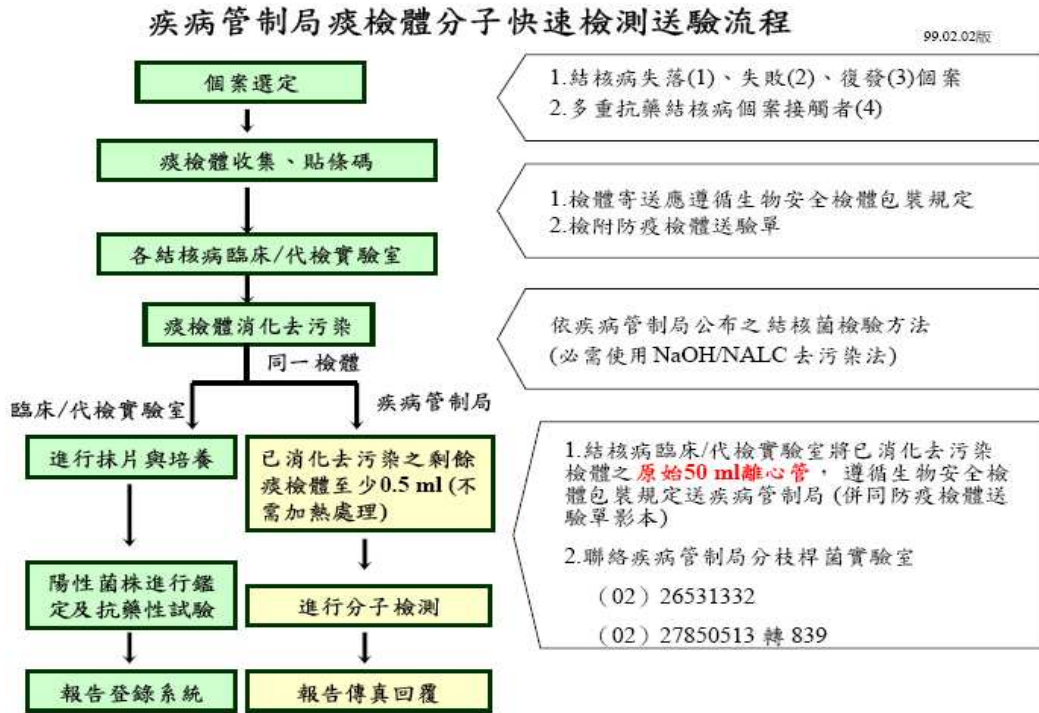 疾病管制局痰檢體分子快速檢測送驗流程
99.02.02版
個案選定
1.結核病失落(1)、失敗(2)、復發(3)個案
2.多重抗藥結核病個案接觸者(4)
痰檢體收集、貼條碼
1.檢體寄送應遵循生物安全檢體包裝規定
2.檢附防疫檢體送驗單
各結核病臨床/代檢實驗室
痰檢體消化去污染
依疾病管制局公布之結核菌檢驗方法
(必需使用 NaOH/NALC 去污染法)
同一檢體
臨床/代檢實驗室
疾病管制局
進行抹片與培養
已消化去污染之剩餘
痰檢體至少0.5 ml (不
需加熱處理)
1.結核病臨床/代檢實驗室將已消化去污染
檢體之原始50 ml離心管， 遵循生物安全檢
體包裝規定送疾病管制局 (併同防疫檢體送
驗單影本)
2.聯絡疾病管制局分枝桿菌實驗室
（02）26531332
（02）27850513 轉 839
陽性菌株進行鑑
定及抗藥性試驗
進行分子檢測
報告登錄系統
報告傳真回覆